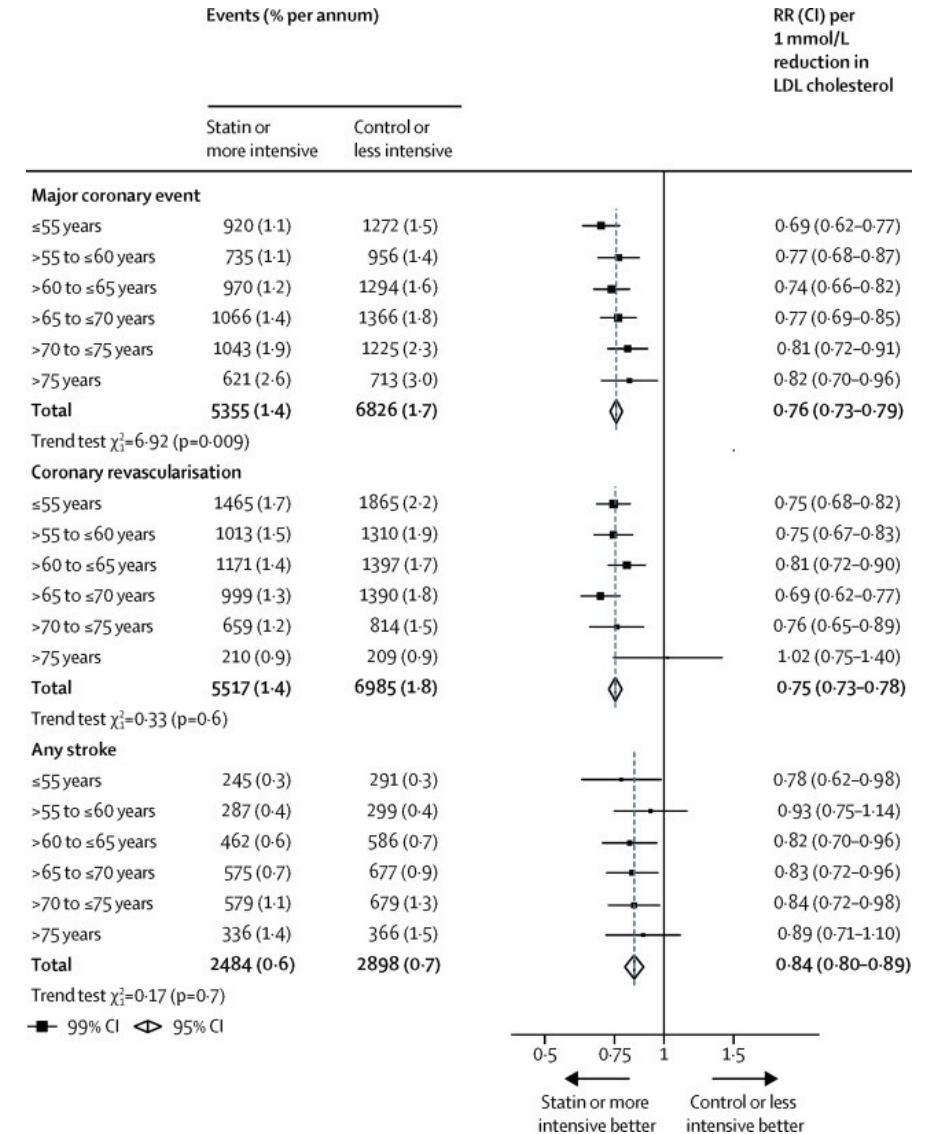 Events (% per annum)
RR (CI) per
1 mmol/L
reduction in
LDL cholesterol
Statin or
more intensive
Control or
less intensive
Major coronary event
≤55 years 920 (1·1) 1272 (1·5) 0·69 (0·62–0·77)
>55 to ≤60 years 735 (1·1) 956 (1·4) 0·77 (0·68–0·87)
>60 to ≤65 years 970 (1·2) 1294 (1·6) 0·74 (0·66–0·82)
>65 to ≤70 years 1066 (1·4) 1366 (1·8) 0·77 (0·69–0·85)
>70 to ≤75 years 1043 (1·9) 1225 (2·3) 0·81 (0·72–0·91)
>75 years 621 (2·6) 713 (3·0) 0·82 (0·70–0·96)
Total 5355 (1·4) 6826 (1·7) 0·76 (0·73–0·79)
Trend test χ²₁=6·92 (p=0·009)
Coronary revascularisation
≤55 years 1465 (1·7) 1865 (2·2) 0·75 (0·68–0·82)
>55 to ≤60 years 1013 (1·5) 1310 (1·9) 0·75 (0·67–0·83)
>60 to ≤65 years 1171 (1·4) 1397 (1·7) 0·81 (0·72–0·90)
>65 to ≤70 years 999 (1·3) 1390 (1·8) 0·69 (0·62–0·77)
>70 to ≤75 years 659 (1·2) 814 (1·5) 0·76 (0·65–0·89)
>75 years 210 (0·9) 209 (0·9) 1·02 (0·75–1·40)
Total 5517 (1·4) 6985 (1·8) 0·75 (0·73–0·78)
Trend test χ²₁=0·33 (p=0·6)
Any stroke
≤55 years 245 (0·3) 291 (0·3) 0·78 (0·62–0·98)
>55 to ≤60 years 287 (0·4) 299 (0·4) 0·93 (0·75–1·14)
>60 to ≤65 years 462 (0·6) 586 (0·7) 0·82 (0·70–0·96)
>65 to ≤70 years 575 (0·7) 677 (0·9) 0·83 (0·72–0·96)
>70 to ≤75 years 579 (1·1) 679 (1·3) 0·84 (0·72–0·98)
>75 years 336 (1·4) 366 (1·5) 0·89 (0·71–1·10)
Total 2484 (0·6) 2898 (0·7) 0·84 (0·80–0·89)
Trend test χ²₁=0·17 (p=0·7)
99% CI 95% CI
0·5 0·75 1 1·5
Statin or more
intensive better
Control or less
intensive better